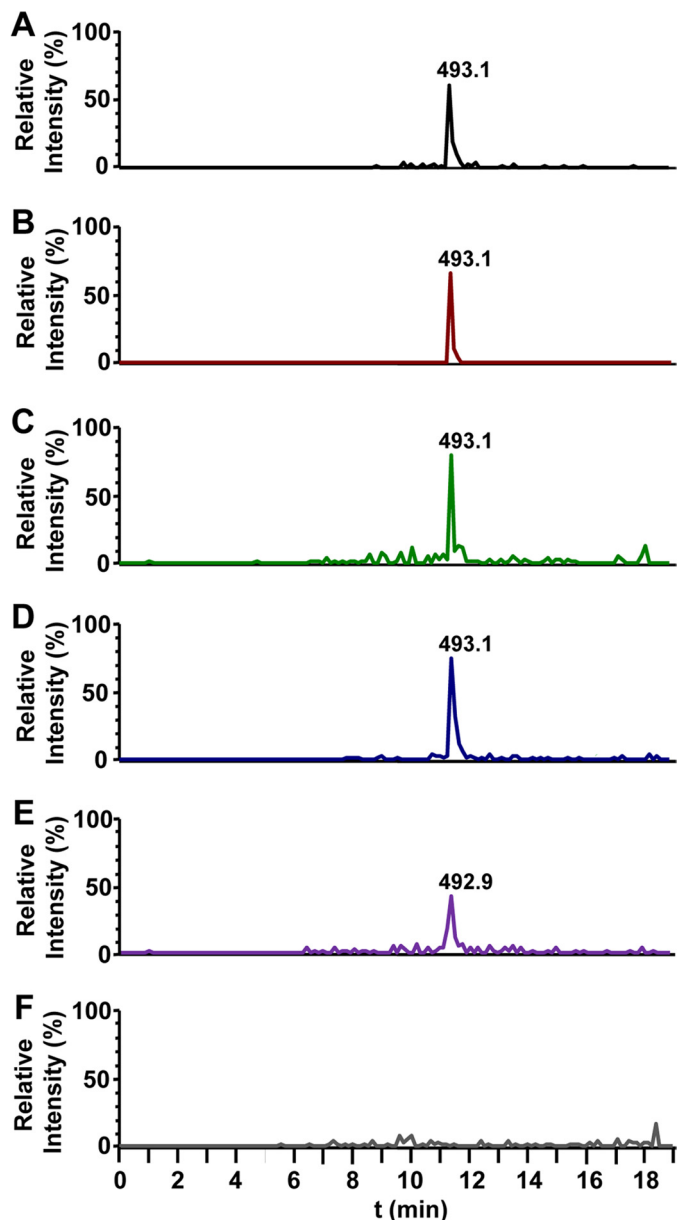 A
Relative
Intensity (%)
100
50
0
493.1
B
Relative
Intensity (%)
100
50
0
493.1
C
Relative
Intensity (%)
100
50
0
493.1
D
Relative
Intensity (%)
100
50
0
493.1
E
Relative
Intensity (%)
100
50
0
492.9
F
Relative
Intensity (%)
100
50
0
0 2 4 6 8 10 12 14 16 18
t (min)